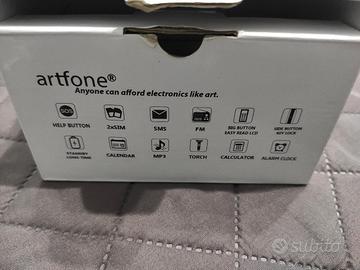 artfone®
Anyone can afford electronics like art.
SOS
HELP BUTTON
2xSIM
SMS
FM
BIG BUTTON
EASY READ LCD
SIDE BUTTON
KEY LOCK
STANDBY
LONG TIME
CALENDAR
MP3
TORCH
CALCULATOR
ALARM CLOCK
subito